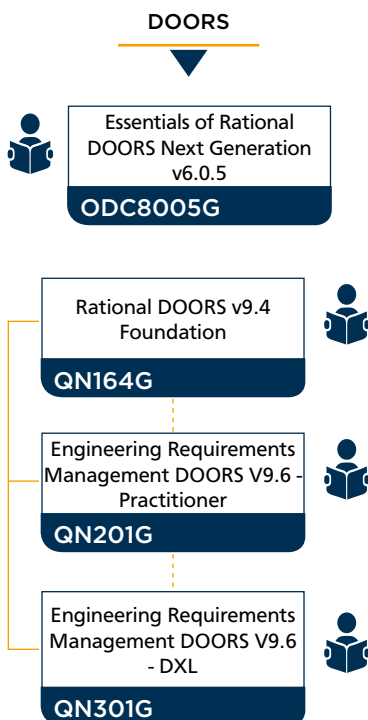 DOORS
Essentials of Rational
DOORS Next Generation
v6.0.5
ODC8005G
Rational DOORS v9.4
Foundation
QN164G
Engineering Requirements
Management DOORS V9.6 -
Practitioner
QN201G
Engineering Requirements
Management DOORS V9.6
- DXL
QN301G